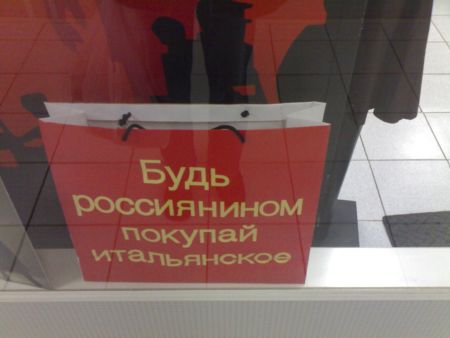 Будь
россиянином
покупай
итальянское